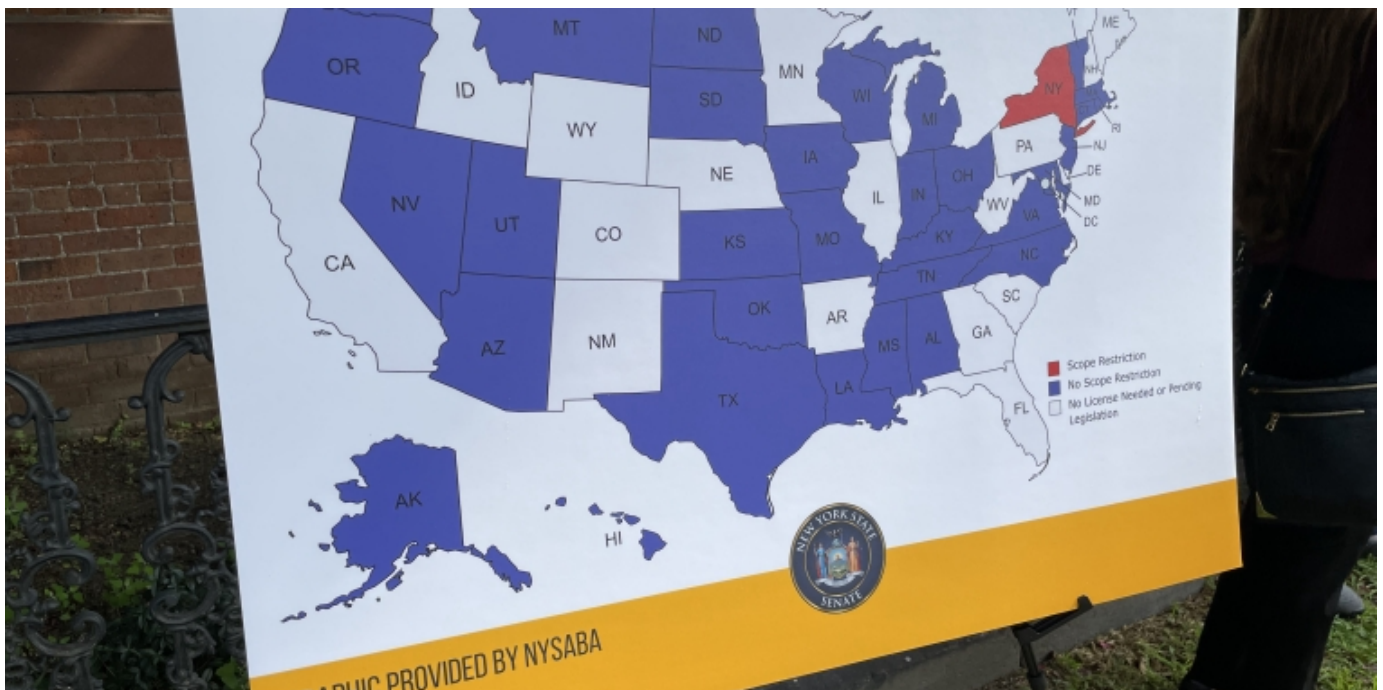 VT
ME
MT
ND
MN
OR
ID
SD
WI
MI
NY
NH
WY
RI
IA
PA
NJ
NE
OH
DE
NV
IL
IN
MD
UT
WV
CO
VA
DC
KS
MO
KY
CA
NC
TN
OK
SC
AR
NM
GA
AZ
MS
AL
LA
TX
FL
Scope Restriction
No Scope Restriction
No License Needed or Pending
Legislation
AK
HI
NEW YORK STATE
SENATE
APHIC PROVIDED BY NYSABA